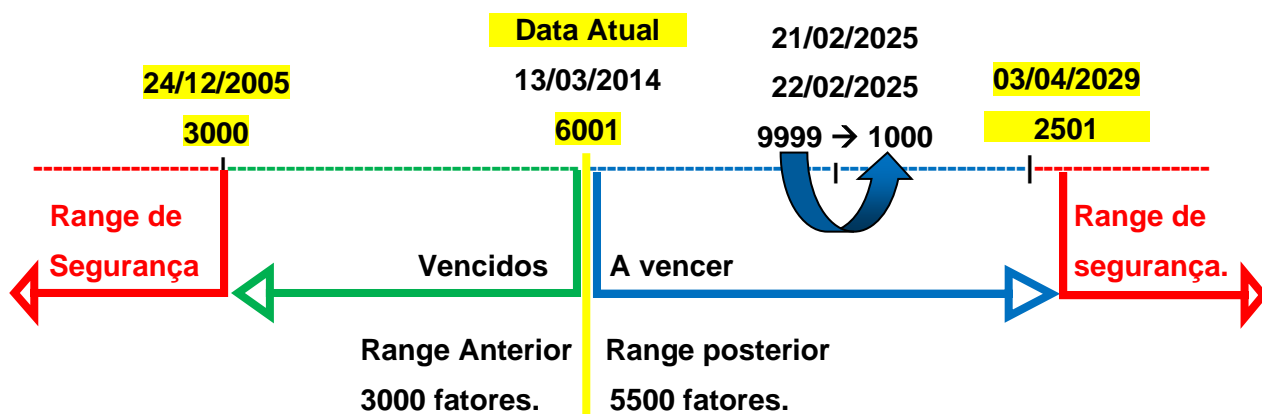 Data Atual
21/02/2025
24/12/2005
13/03/2014
22/02/2025
03/04/2029
3000
6001
9999 → 1000
2501
Range de
Segurança
Vencidos
A vencer
Range de
segurança.
Range Anterior
3000 fatores.
Range posterior
5500 fatores.